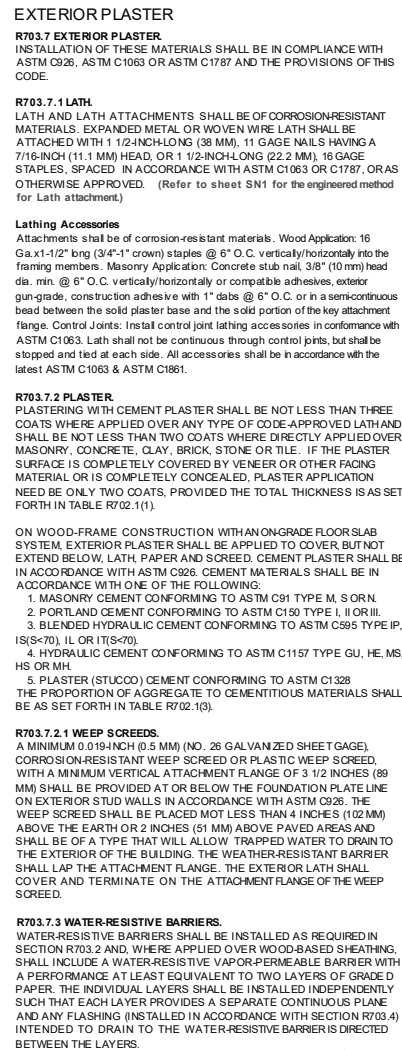 EXTERIOR PLASTER
R703.7 EXTERIOR PLASTER.
INSTALLATION OF THESE MATERIALS SHALL BE IN COMPLIANCE WITH
ASTM C926, ASTM C1063 OR ASTM C1787 AND THE PROVISIONS OF THIS
CODE.
R703.7.1 LATH.
LATH AND LATH ATTACHMENTS SHALL BE OF CORROSION-RESISTANT
MATERIALS. EXPANDED METAL OR WOVEN WIRE LATH SHALL BE
ATTACHED WITH 1 1/2-INCH-LONG (38 MM), 11 GAGE NAILS HAVING A
7/16-INCH (11.1 MM) HEAD, OR 1 1/2-INCH-LONG (22.2 MM), 16 GAGE
STAPLES, SPACED IN ACCORDANCE WITH ASTM C1063 OR C1787, OR AS
OTHERWISE APPROVED. (Refer to sheet SN1 for the engineered method
for Lath attachment.)
Lathing Accessories
Attachments shall be of corrosion-resistant materials. Wood Application: 16
Ga.x1-1/2" long (3/4"-1" crown) staples @ 6" O.C. vertically/horizontally into the
framing members. Masonry Application: Concrete stub nail, 3/8" (10 mm) head
dia. min. @ 6" O.C. vertically/horizontally or compatible adhesives, exterior
gun-grade, construction adhesive with 1" dabs @ 6" O.C. or in a semi-continuous
bead between the solid plaster base and the solid portion of the key attachment
flange. Control Joints: Install control joint lathing accessories in conformance with
ASTM C1063. Lath shall not be continuous through control joints, but shall be
stopped and tied at each side. All accessories shall be in accordance with the
latest ASTM C1063 & ASTM C1861.
R703.7.2 PLASTER.
PLASTERING WITH CEMENT PLASTER SHALL BE NOT LESS THAN THREE
COATS WHERE APPLIED OVER ANY TYPE OF CODE-APPROVED LATH AND
SHALL BE NOT LESS THAN TWO COATS WHERE DIRECTLY APPLIED OVER
MASONRY, CONCRETE, CLAY, BRICK, STONE OR TILE. IF THE PLASTER
SURFACE IS COMPLETELY COVERED BY VENEER OR OTHER FACING
MATERIAL OR IS COMPLETELY CONCEALED, PLASTER APPLICATION
NEED BE ONLY TWO COATS, PROVIDED THE TOTAL THICKNESS IS AS SET
FORTH IN TABLE R702.1(1).
ON WOOD-FRAME CONSTRUCTION WITH AN ON-GRADE FLOOR SLAB
SYSTEM, EXTERIOR PLASTER SHALL BE APPLIED TO COVER, BUT NOT
EXTEND BELOW, LATH, PAPER AND SCREED. CEMENT PLASTER SHALL BE
IN ACCORDANCE WITH ASTM C926. CEMENT MATERIALS SHALL BE IN
ACCORDANCE WITH ONE OF THE FOLLOWING:
1. MASONRY CEMENT CONFORMING TO ASTM C91 TYPE M, S OR N.
2. PORTLAND CEMENT CONFORMING TO ASTM C150 TYPE I, II OR III.
3. BLENDED HYDRAULIC CEMENT CONFORMING TO ASTM C595 TYPE IP,
IS(S<70), IL OR IT(S<70).
4. HYDRAULIC CEMENT CONFORMING TO ASTM C1157 TYPE GU, HE, MS,
HS OR MH.
5. PLASTER (STUCCO) CEMENT CONFORMING TO ASTM C1328
THE PROPORTION OF AGGREGATE TO CEMENTITIOUS MATERIALS SHALL
BE AS SET FORTH IN TABLE R702.1(3).
R703.7.2.1 WEEP SCREEDS.
A MINIMUM 0.019-INCH (0.5 MM) (NO. 26 GALVANIZED SHEET GAGE),
CORROSION-RESISTANT WEEP SCREED OR PLASTIC WEEP SCREED,
WITH A MINIMUM VERTICAL ATTACHMENT FLANGE OF 3 1/2 INCHES (89
MM) SHALL BE PROVIDED AT OR BELOW THE FOUNDATION PLATE LINE
ON EXTERIOR STUD WALLS IN ACCORDANCE WITH ASTM C926. THE
WEEP SCREED SHALL BE PLACED MOT LESS THAN 4 INCHES (102 MM)
ABOVE THE EARTH OR 2 INCHES (51 MM) ABOVE PAVED AREAS AND
SHALL BE OF A TYPE THAT WILL ALLOW TRAPPED WATER TO DRAIN TO
THE EXTERIOR OF THE BUILDING. THE WEATHER-RESISTANT BARRIER
SHALL LAP THE ATTACHMENT FLANGE. THE EXTERIOR LATH SHALL
COVER AND TERMINATE ON THE ATTACHMENT FLANGE OF THE WEEP
SCREED.
R703.7.3 WATER-RESISTIVE BARRIERS.
WATER-RESISTIVE BARRIERS SHALL BE INSTALLED AS REQUIRED IN
SECTION R703.2 AND, WHERE APPLIED OVER WOOD-BASED SHEATHING,
SHALL INCLUDE A WATER-RESISTIVE VAPOR-PERMEABLE BARRIER WITH
A PERFORMANCE AT LEAST EQUIVALENT TO TWO LAYERS OF GRADE D
PAPER. THE INDIVIDUAL LAYERS SHALL BE INSTALLED INDEPENDENTLY
SUCH THAT EACH LAYER PROVIDES A SEPARATE CONTINUOUS PLANE
AND ANY FLASHING (INSTALLED IN ACCORDANCE WITH SECTION R703.4)
INTENDED TO DRAIN TO THE WATER-RESISTIVE BARRIER IS DIRECTED
BETWEEN THE LAYERS.